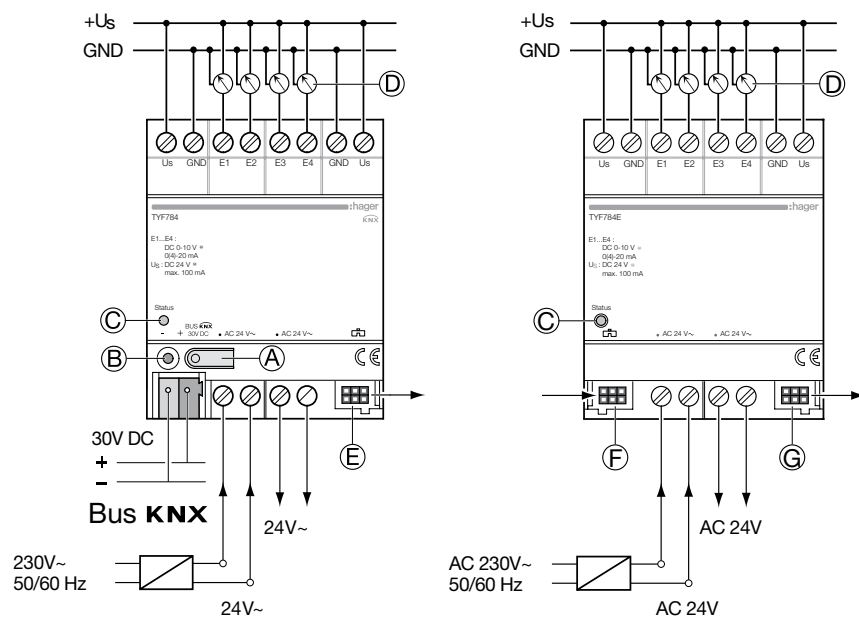 +Us
GND
D
Us GND E1 E2 E3 E4 GND Us
:hager
TYF784
KNX
E1...E4 :
DC 0-10 V ⎓
0(4)-20 mA
Us : DC 24 V ⎓
max. 100 mA
Status
C
- + BUS KNX 30V DC • AC 24 V~ • AC 24 V~
B
A
CE
E
30V DC
+
-
Bus KNX
24V~
230V~
50/60 Hz
24V~
+Us
GND
D
Us GND E1 E2 E3 E4 GND Us
:hager
TYF784E
E1...E4 :
DC 0-10 V ⎓
0(4)-20 mA
Us : DC 24 V ⎓
max. 100 mA
Status
C
• AC 24 V~ • AC 24 V~
CE
F
G
AC 24V
AC 230V~
50/60 Hz
AC 24V